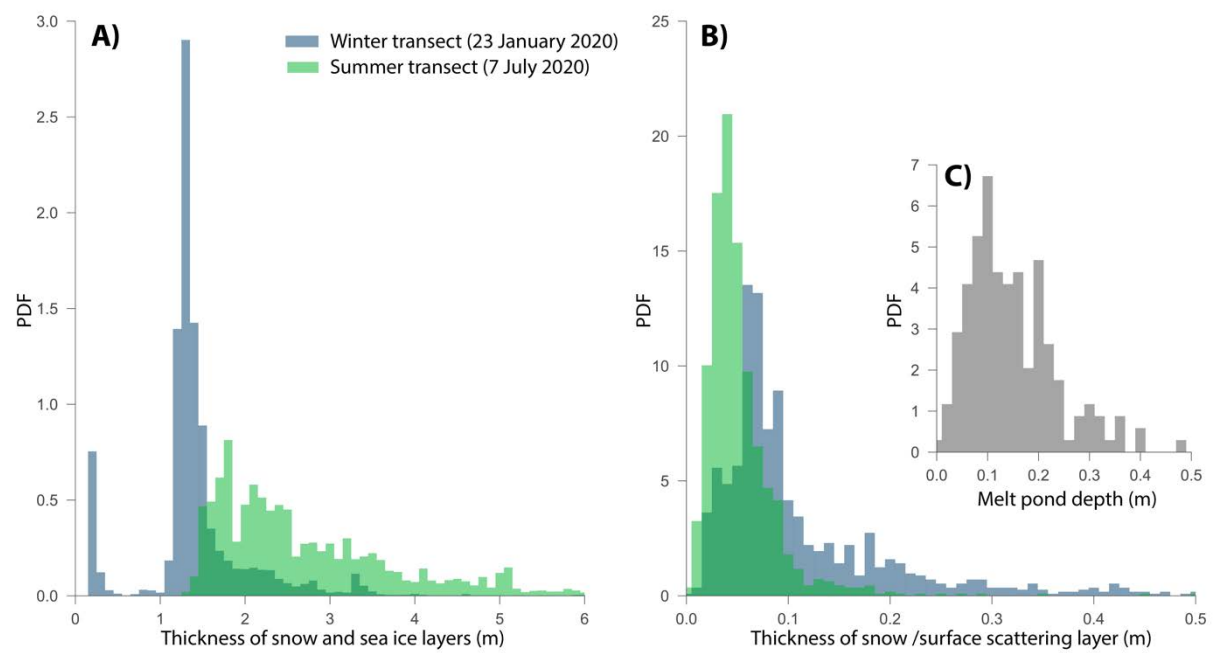 A)
Winter transect (23 January 2020)
Summer transect (7 July 2020)
3.0
2.5
2.0
1.5
1.0
0.5
0.0
PDF
0 1 2 3 4 5 6
Thickness of snow and sea ice layers (m)
B)
25
20
15
10
5
0
PDF
0.0 0.1 0.2 0.3 0.4 0.5
Thickness of snow /surface scattering layer (m)
C)
7
6
5
4
3
2
1
0
PDF
0.0 0.1 0.2 0.3 0.4 0.5
Melt pond depth (m)